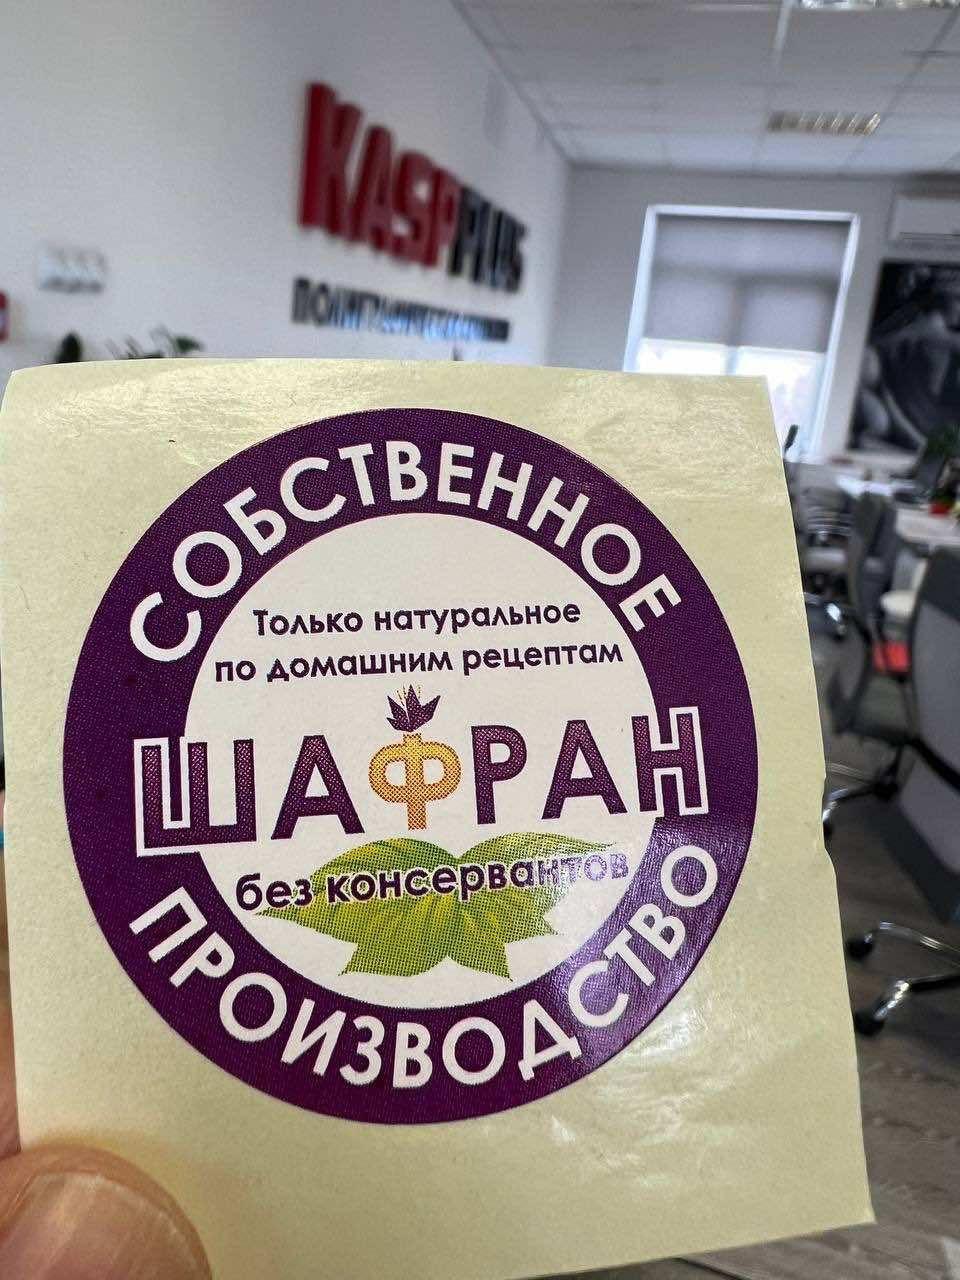 KASPPLUS
СОБСТВЕННОЕ
Только натуральное
по домашним рецептам
ШАФРАН
без консервантов
ПРОИЗВОДСТВО